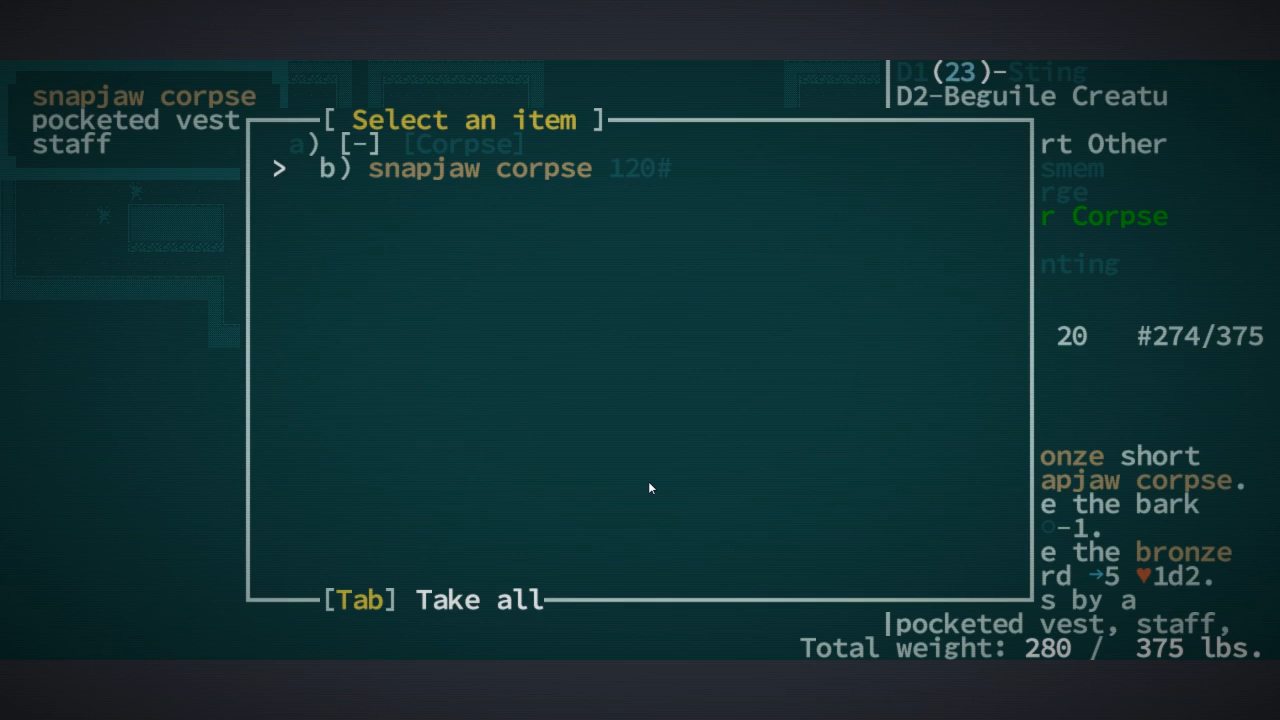 D1(23)-Sting
snapjaw corpse
D2-Beguile Creatu
pocketed vest
[ Select an item ]
staff
a) [-] [Corpse]
rt Other
> b) snapjaw corpse 120#
smem
rge
r Corpse
nting
20 #274/375
onze short
apjaw corpse.
e the bark
-1.
e the bronze
rd →5 ♥1d2.
[Tab] Take all
s by a
pocketed vest, staff,
Total weight: 280 / 375 lbs.